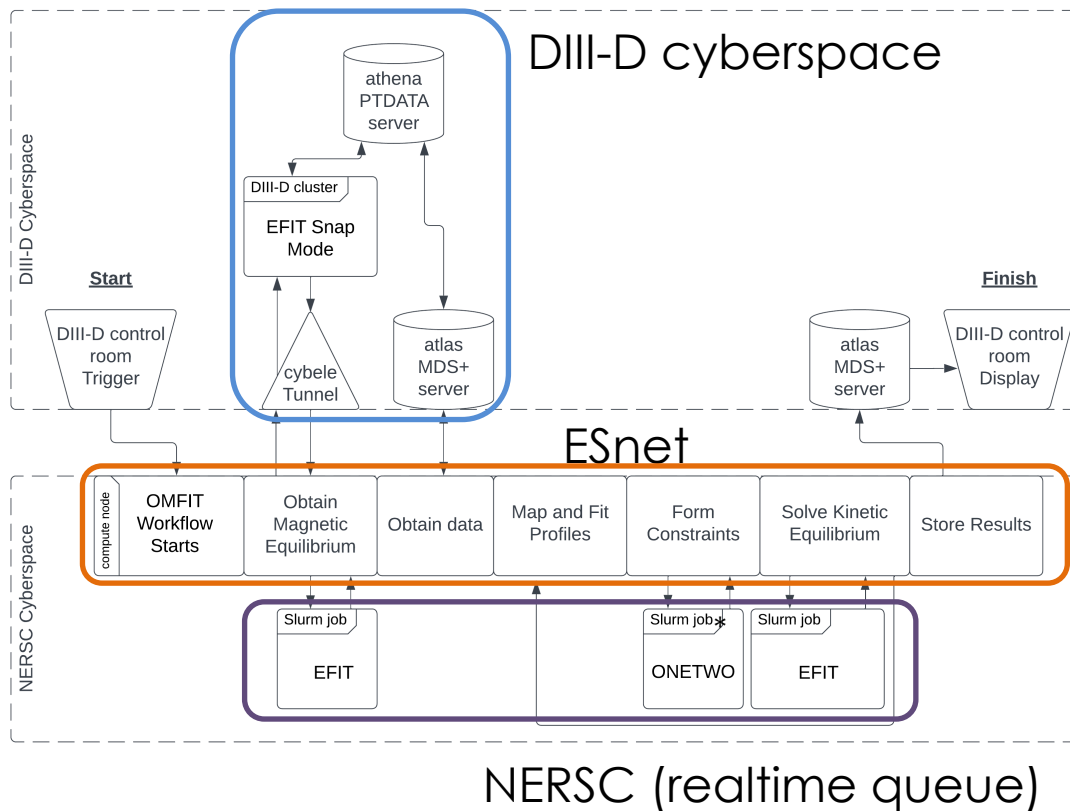 DIII-D cyberspace
athena
PTDATA
server
DIII-D Cyberspace
DIII-D cluster
EFIT Snap
Mode
Start
Finish
DIII-D control
room
Trigger
cybele
Tunnel
atlas
MDS+
server
atlas
MDS+
server
DIII-D control
room
Display
ESnet
NERSC Cyberspace
compute node
OMFIT
Workflow
Starts
Obtain
Magnetic
Equilibrium
Obtain data
Map and Fit
Profiles
Form
Constraints
Solve Kinetic
Equilibrium
Store Results
Slurm job
EFIT
Slurm job*
ONETWO
Slurm job
EFIT
NERSC (realtime queue)